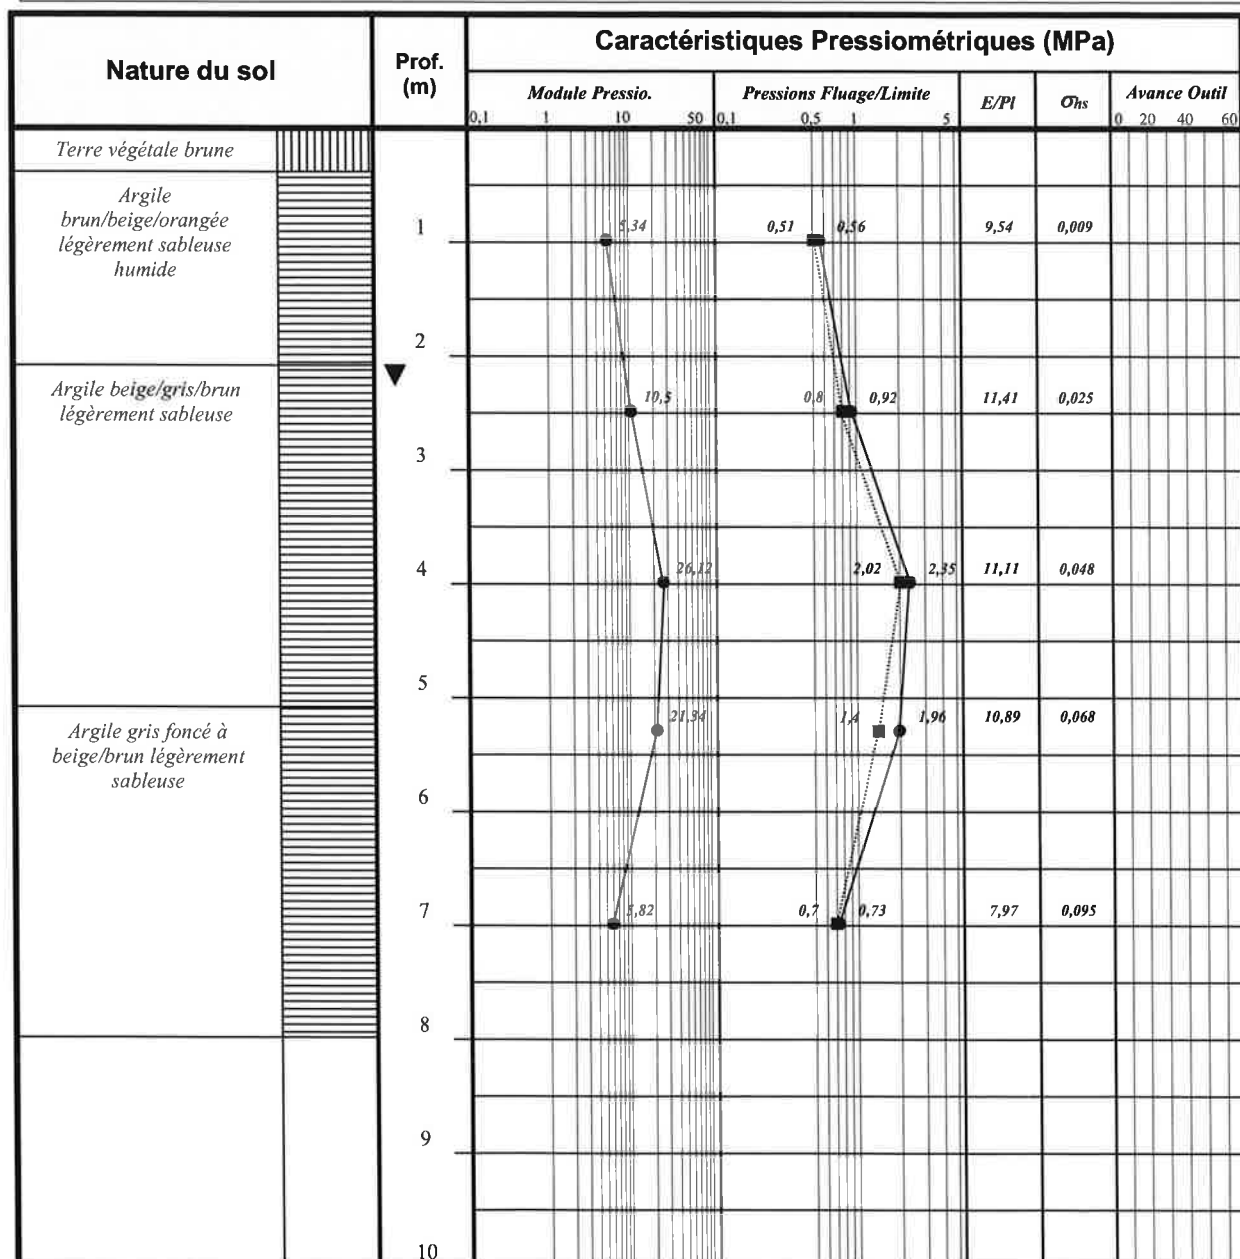 Nature du sol
Prof.
(m)
Caractéristiques Pressiométriques (MPa)
Module Pressio.
Pressions Fluage/Limite
E/Pl
σhs
Avance Outil
0,1 1 10 50
0,1 0,5 1 5
0 20 40 60
Terre végétale brune
Argile
brun/beige/orangée
légèrement sableuse
humide
1
5,34
0,51 0,56
9,54
0,009
2
Argile beige/gris/brun
légèrement sableuse
10,5
0,8 0,92
11,41
0,025
3
4
26,12
2,02 2,35
11,11
0,048
5
Argile gris foncé à
beige/brun légèrement
sableuse
21,34
1,4 1,96
10,89
0,068
6
7
5,82
0,7 0,73
7,97
0,095
8
9
10